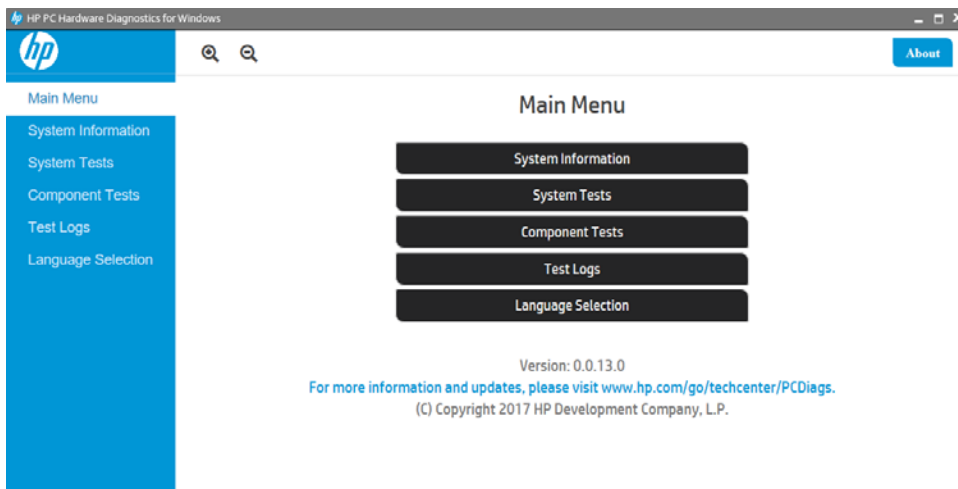 HP PC Hardware Diagnostics for Windows
hp
About
Main Menu
System Information
System Tests
Component Tests
Test Logs
Language Selection
Main Menu
System Information
System Tests
Component Tests
Test Logs
Language Selection
Version: 0.0.13.0
For more information and updates, please visit www.hp.com/go/techcenter/PCDiags.
(C) Copyright 2017 HP Development Company, L.P.